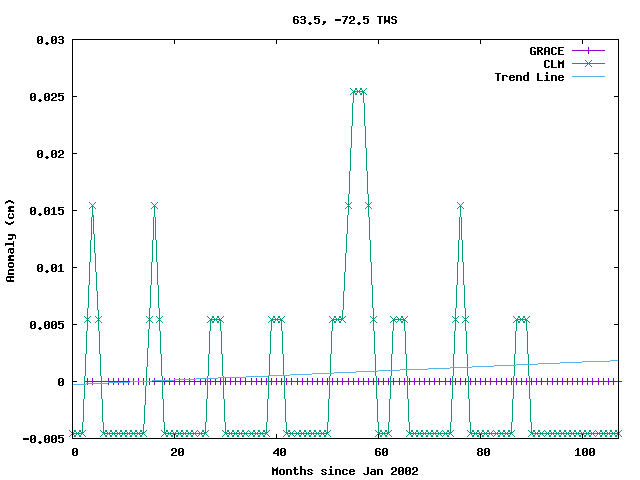 63.5, -72.5 TWS
0.03
GRACE
CLM
Trend Line
0.025
0.02
0.015
0.01
0.005
0
-0.005
Anomaly (cm)
0 20 40 60 80 100
Months since Jan 2002